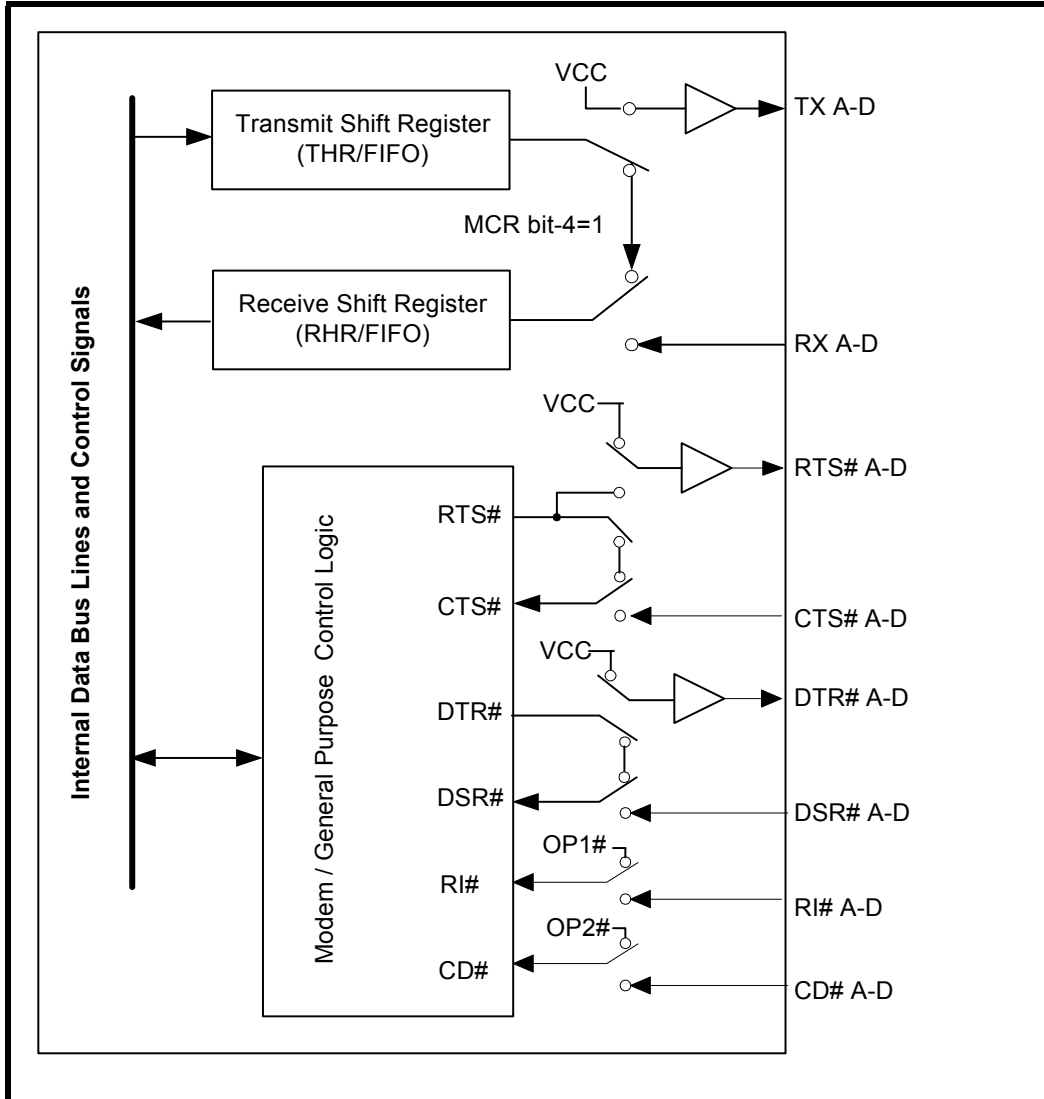 VCC
TX A-D
Transmit Shift Register
(THR/FIFO)
MCR bit-4=1
Receive Shift Register
(RHR/FIFO)
RX A-D
VCC
RTS# A-D
RTS#
CTS#
CTS# A-D
VCC
DTR# A-D
DTR#
DSR#
DSR# A-D
OP1#
RI#
RI# A-D
OP2#
CD#
CD# A-D
Internal Data Bus Lines and Control Signals
Modem / General Purpose Control Logic